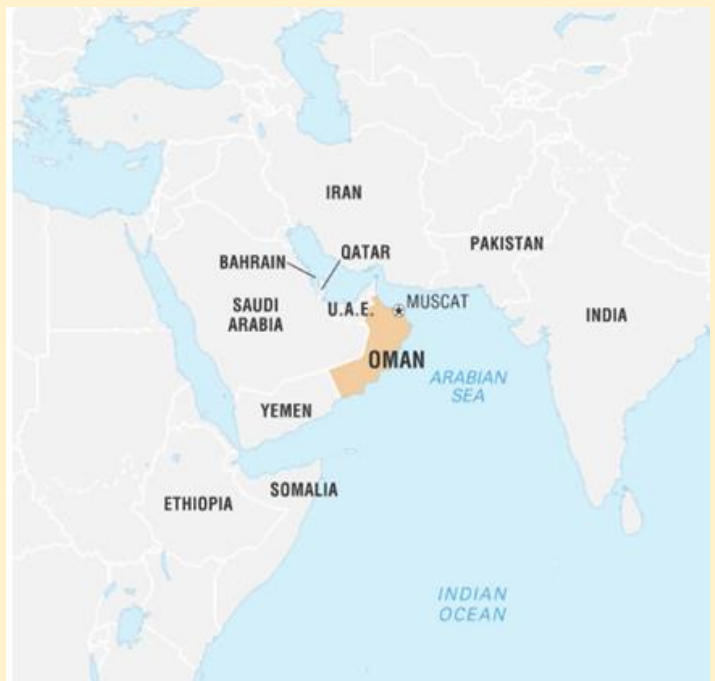 IRAN
QATAR
BAHRAIN
PAKISTAN
SAUDI
ARABIA
U.A.E.
MUSCAT
INDIA
OMAN
ARABIAN
SEA
YEMEN
SOMALIA
ETHIOPIA
INDIAN
OCEAN